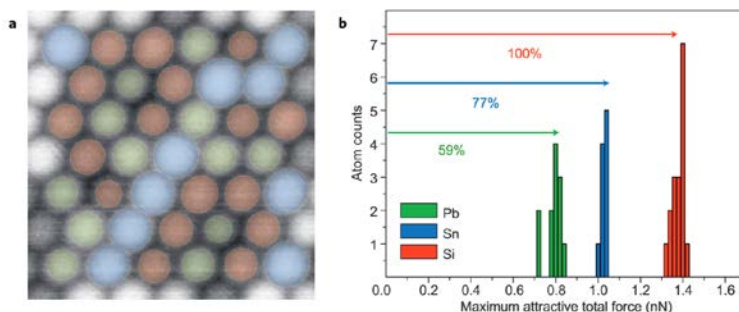 a
b
7
6
5
4
3
2
1
Atom counts
100%
77%
59%
Pb
Sn
Si
0.0 0.2 0.4 0.6 0.8 1.0 1.2 1.4 1.6
Maximum attractive total force (nN)